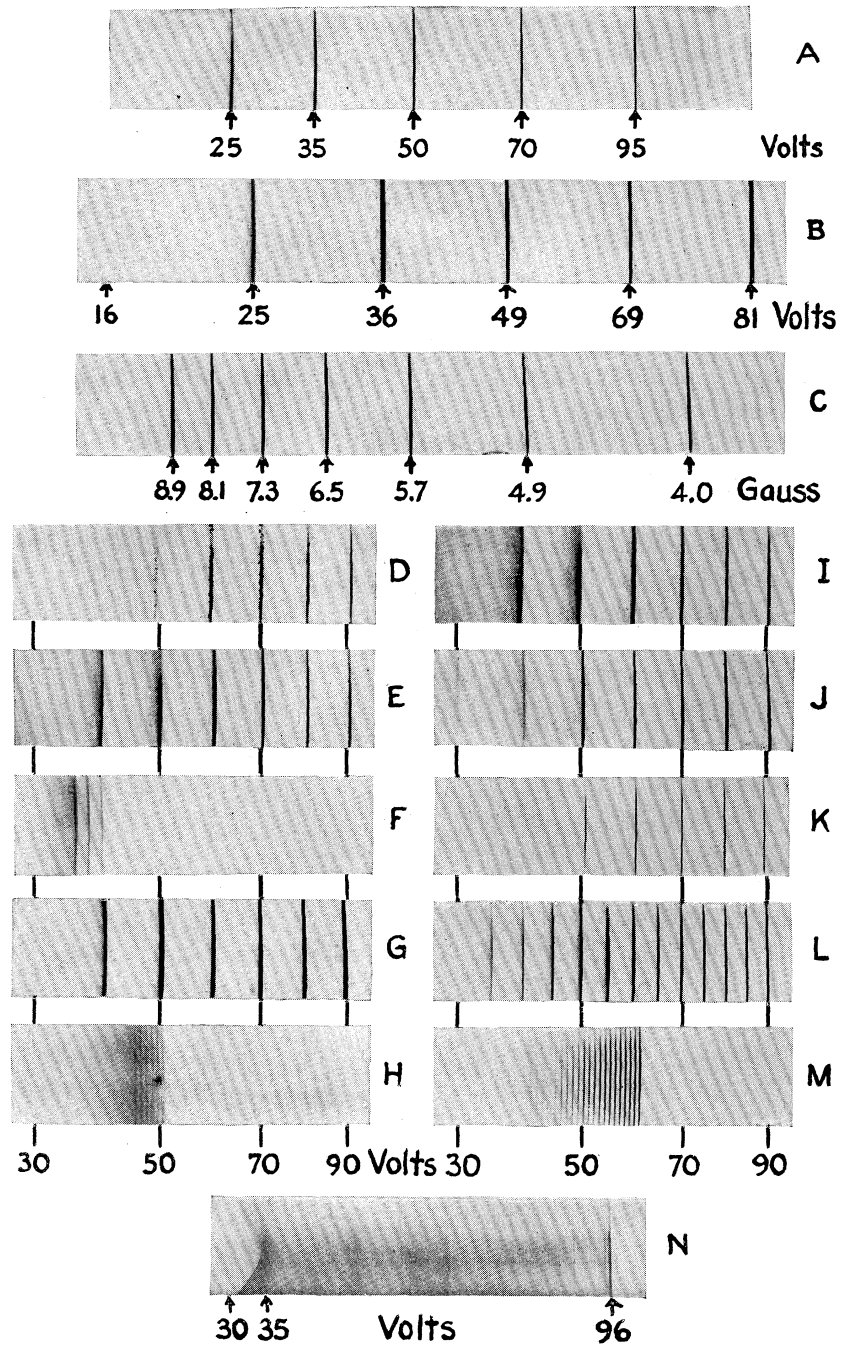 A
25 35 50 70 95 Volts
B
16 25 36 49 69 81 Volts
C
8.9 8.1 7.3 6.5 5.7 4.9 4.0 Gauss
D I
E J
F K
G L
H M
30 50 70 90 Volts 30 50 70 90
N
30 35 Volts 96